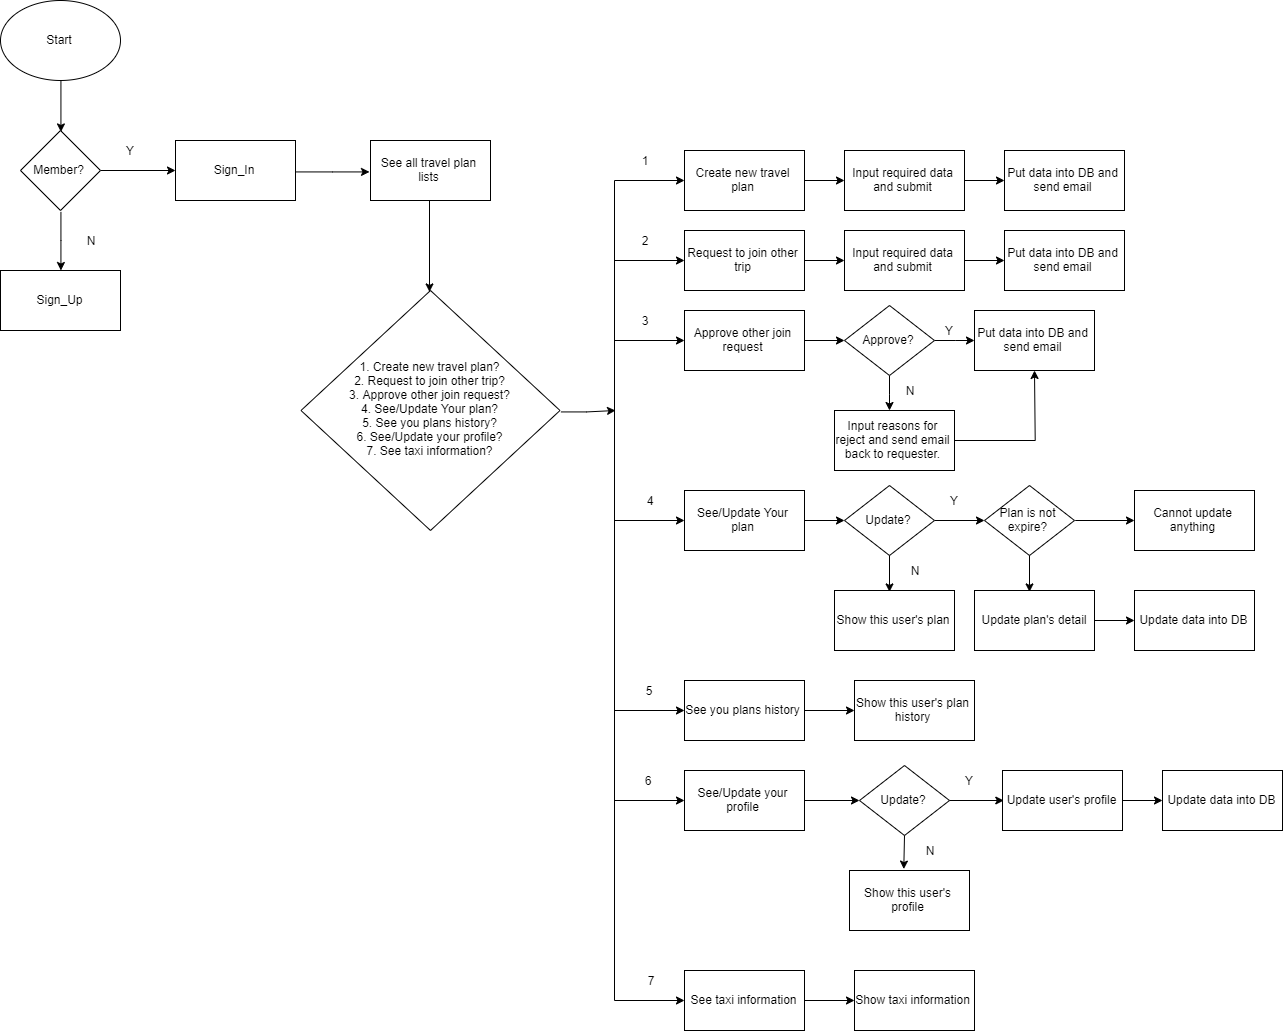 Start
Member?
Y
Sign_In
See all travel plan
lists
N
Sign_Up
1. Create new travel plan?
2. Request to join other trip?
3. Approve other join request?
4. See/Update Your plan?
5. See you plans history?
6. See/Update your profile?
7. See taxi information?
1
Create new travel
plan
Input required data
and submit
Put data into DB and
send email
2
Request to join other
trip
Input required data
and submit
Put data into DB and
send email
3
Approve other join
request
Approve?
Y
Put data into DB and
send email
N
Input reasons for
reject and send email
back to requester.
4
See/Update Your
plan
Update?
Y
Plan is not
expire?
Cannot update
anything
N
Show this user's plan
Update plan's detail
Update data into DB
5
See you plans history
Show this user's plan
history
6
See/Update your
profile
Update?
Y
Update user's profile
Update data into DB
N
Show this user's
profile
7
See taxi information
Show taxi information